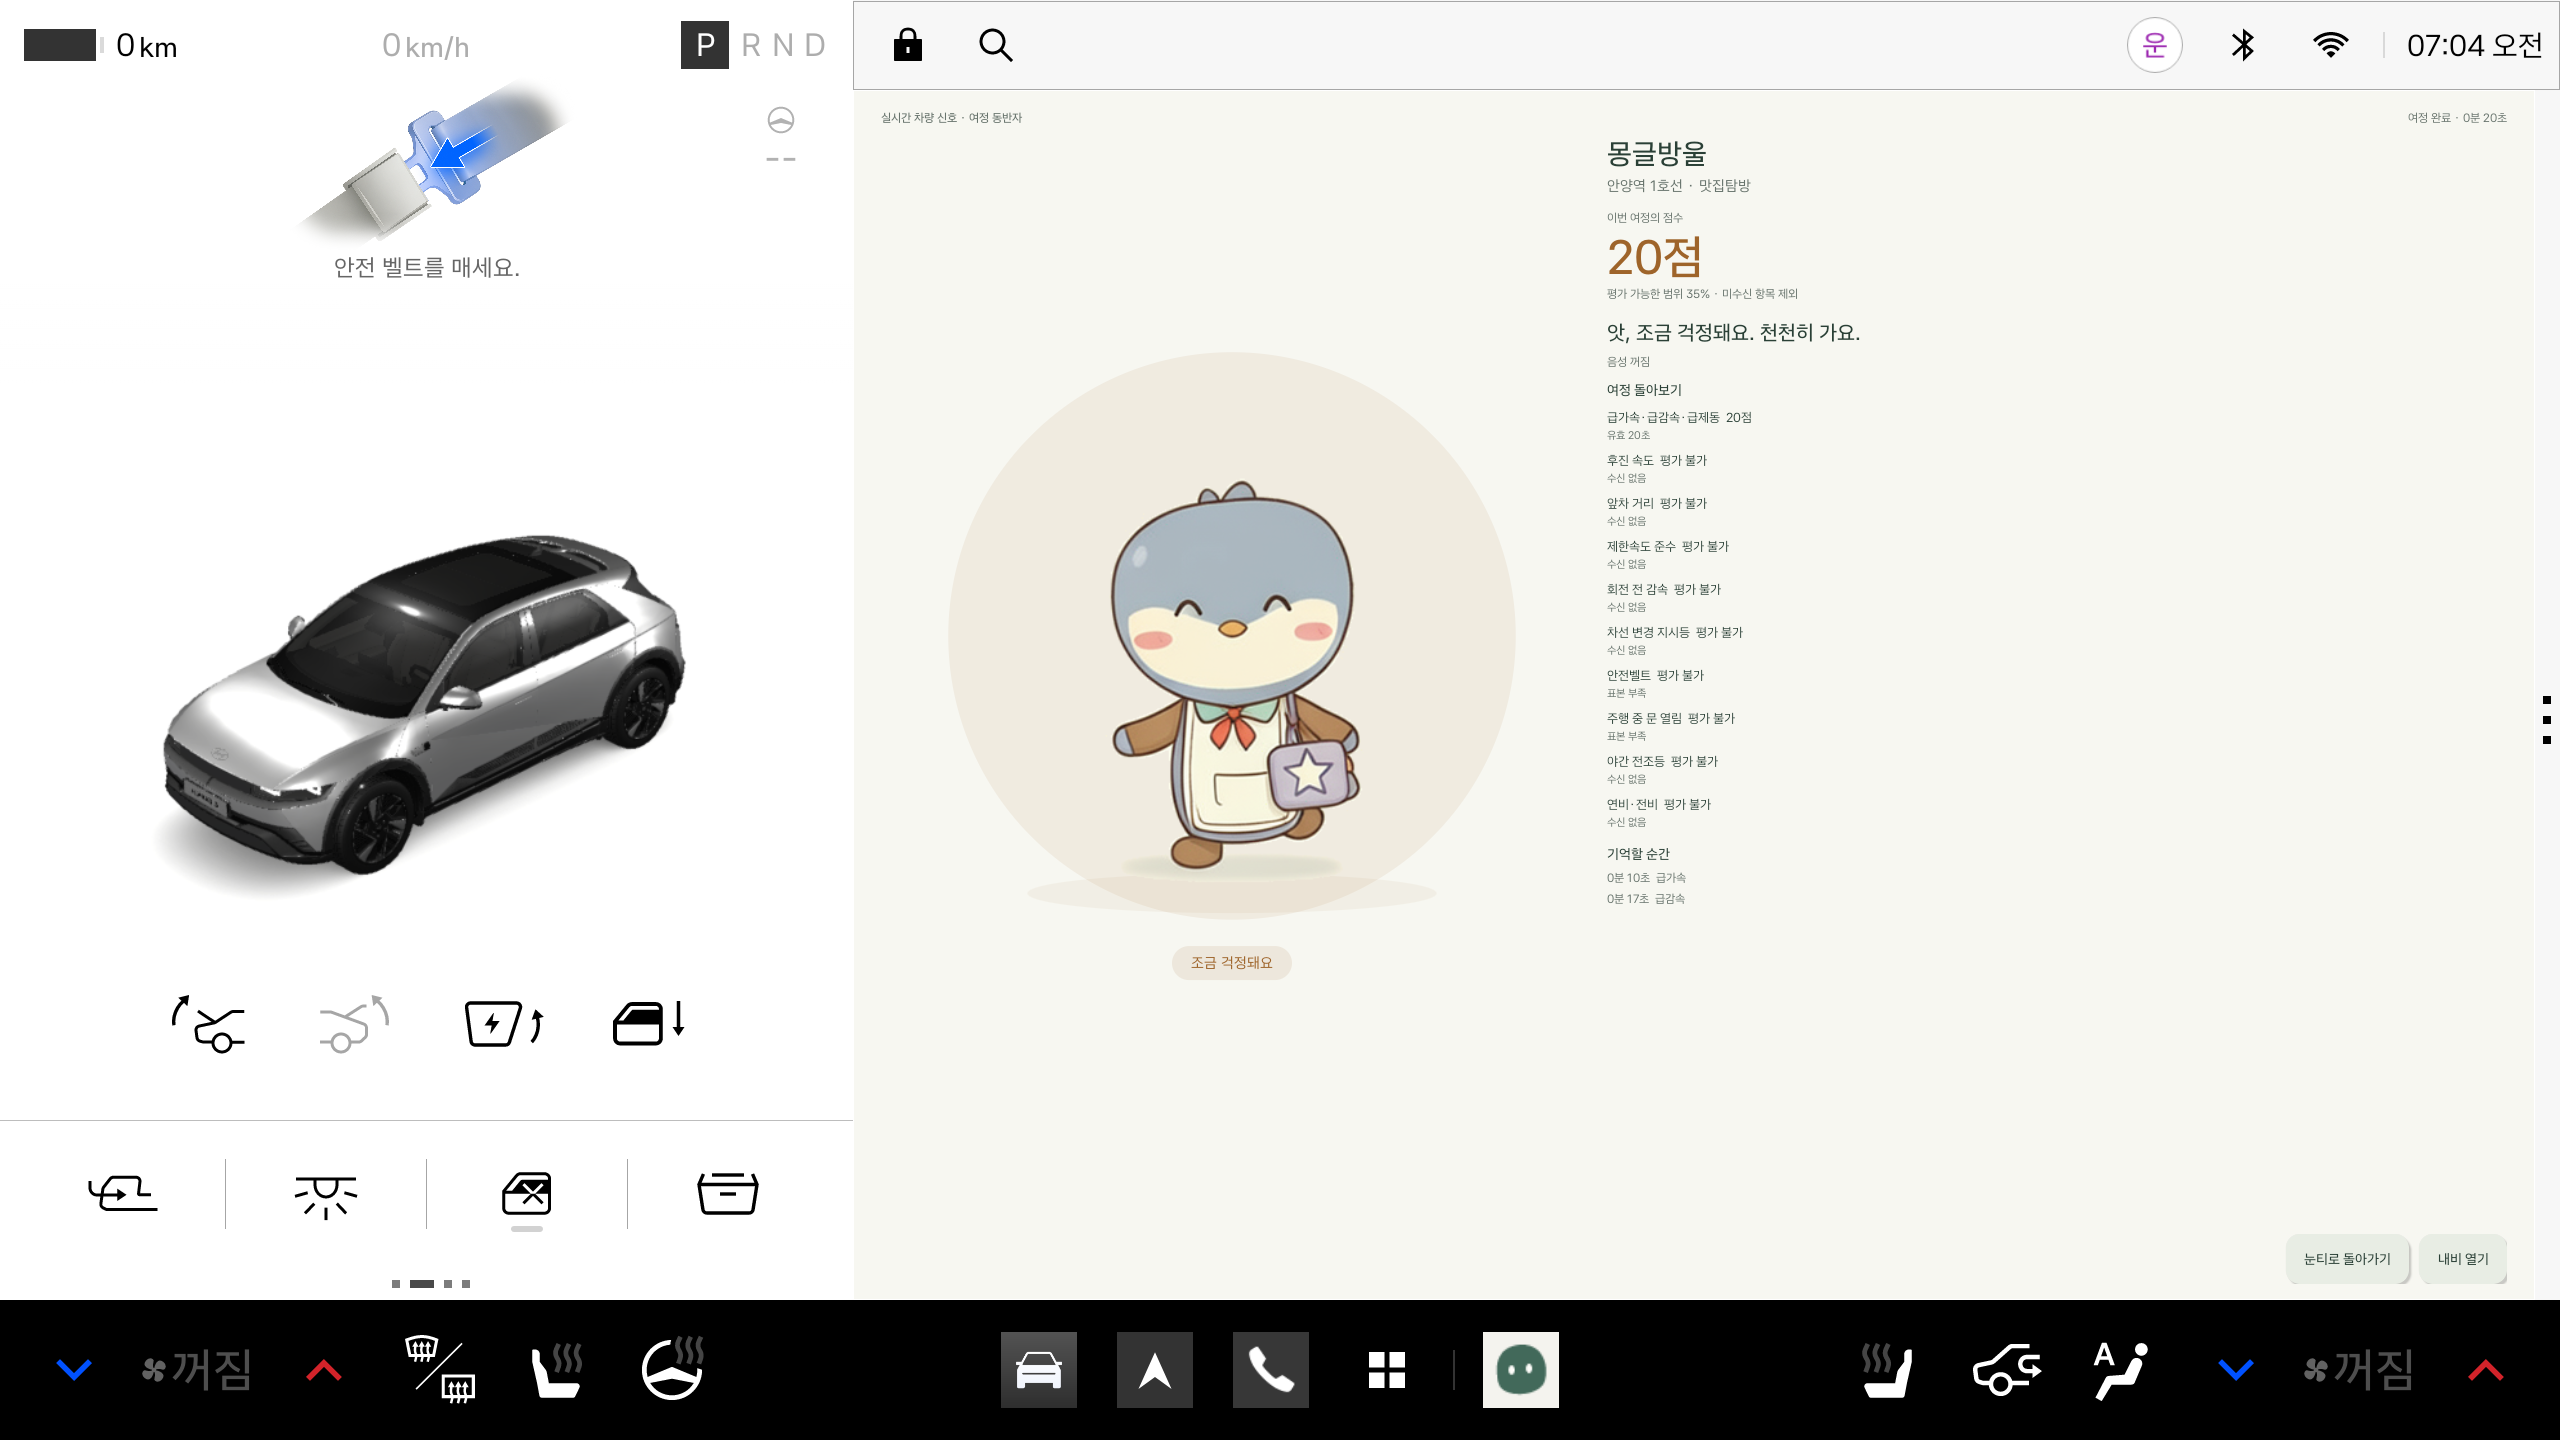 0 km
0 km/h
P R N D
안전 벨트를 매세요.
운
07:04 오전
실시간 차량 신호 · 여정 동반자
여정 완료 · 0분 20초
몽글방울
안양역 1호선 · 맛집탐방
이번 여정의 점수
20점
평가 가능한 범위 35% · 미수신 항목 제외
앗, 조금 걱정돼요. 천천히 가요.
음성 꺼짐
여정 돌아보기
급가속·급감속·급제동 20점
유효 20초
후진 속도 평가 불가
수신 없음
앞차 거리 평가 불가
수신 없음
제한속도 준수 평가 불가
수신 없음
회전 전 감속 평가 불가
수신 없음
차선 변경 지시등 평가 불가
수신 없음
안전벨트 평가 불가
표본 부족
주행 중 문 열림 평가 불가
표본 부족
야간 전조등 평가 불가
수신 없음
연비·전비 평가 불가
수신 없음
기억할 순간
0분 10초 급가속
0분 17초 급감속
조금 걱정돼요
눈티로 돌아가기
내비 열기
꺼짐
A
꺼짐